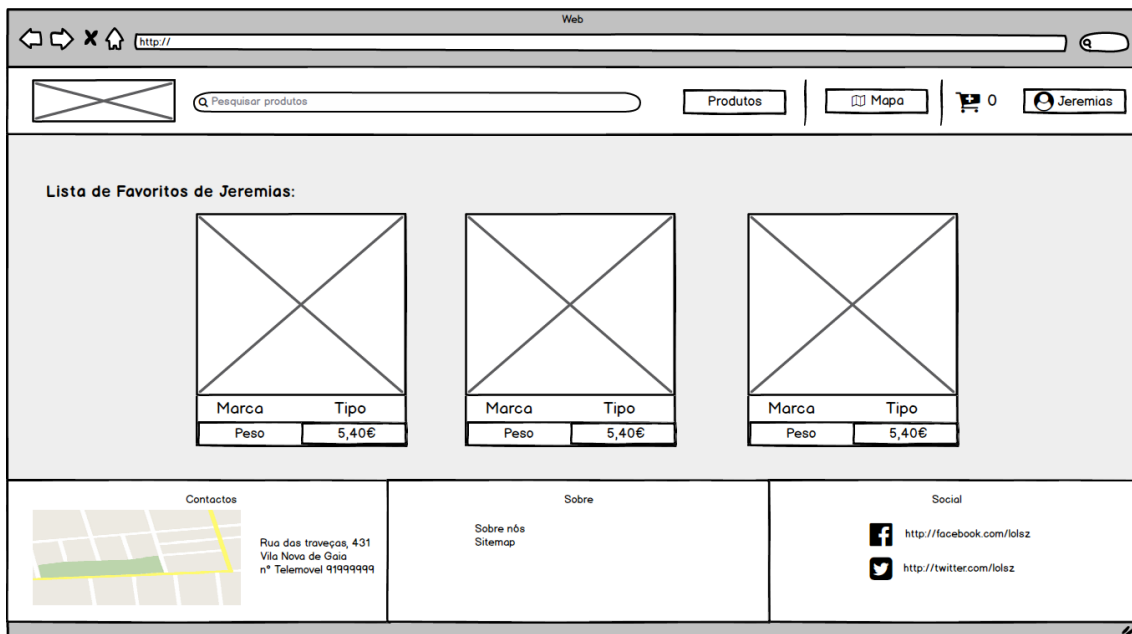 Web
http://
Pesquisar produtos
Produtos
Mapa
0
Jeremias
Lista de Favoritos de Jeremias:
Marca Tipo
Peso 5,40€
Marca Tipo
Peso 5,40€
Marca Tipo
Peso 5,40€
Contactos
Rua das traveças, 431
Vila Nova de Gaia
nº Telemovel 91999999
Sobre
Sobre nôs
Sitemap
Social
http://facebook.com/lolsz
http://twitter.com/lolsz